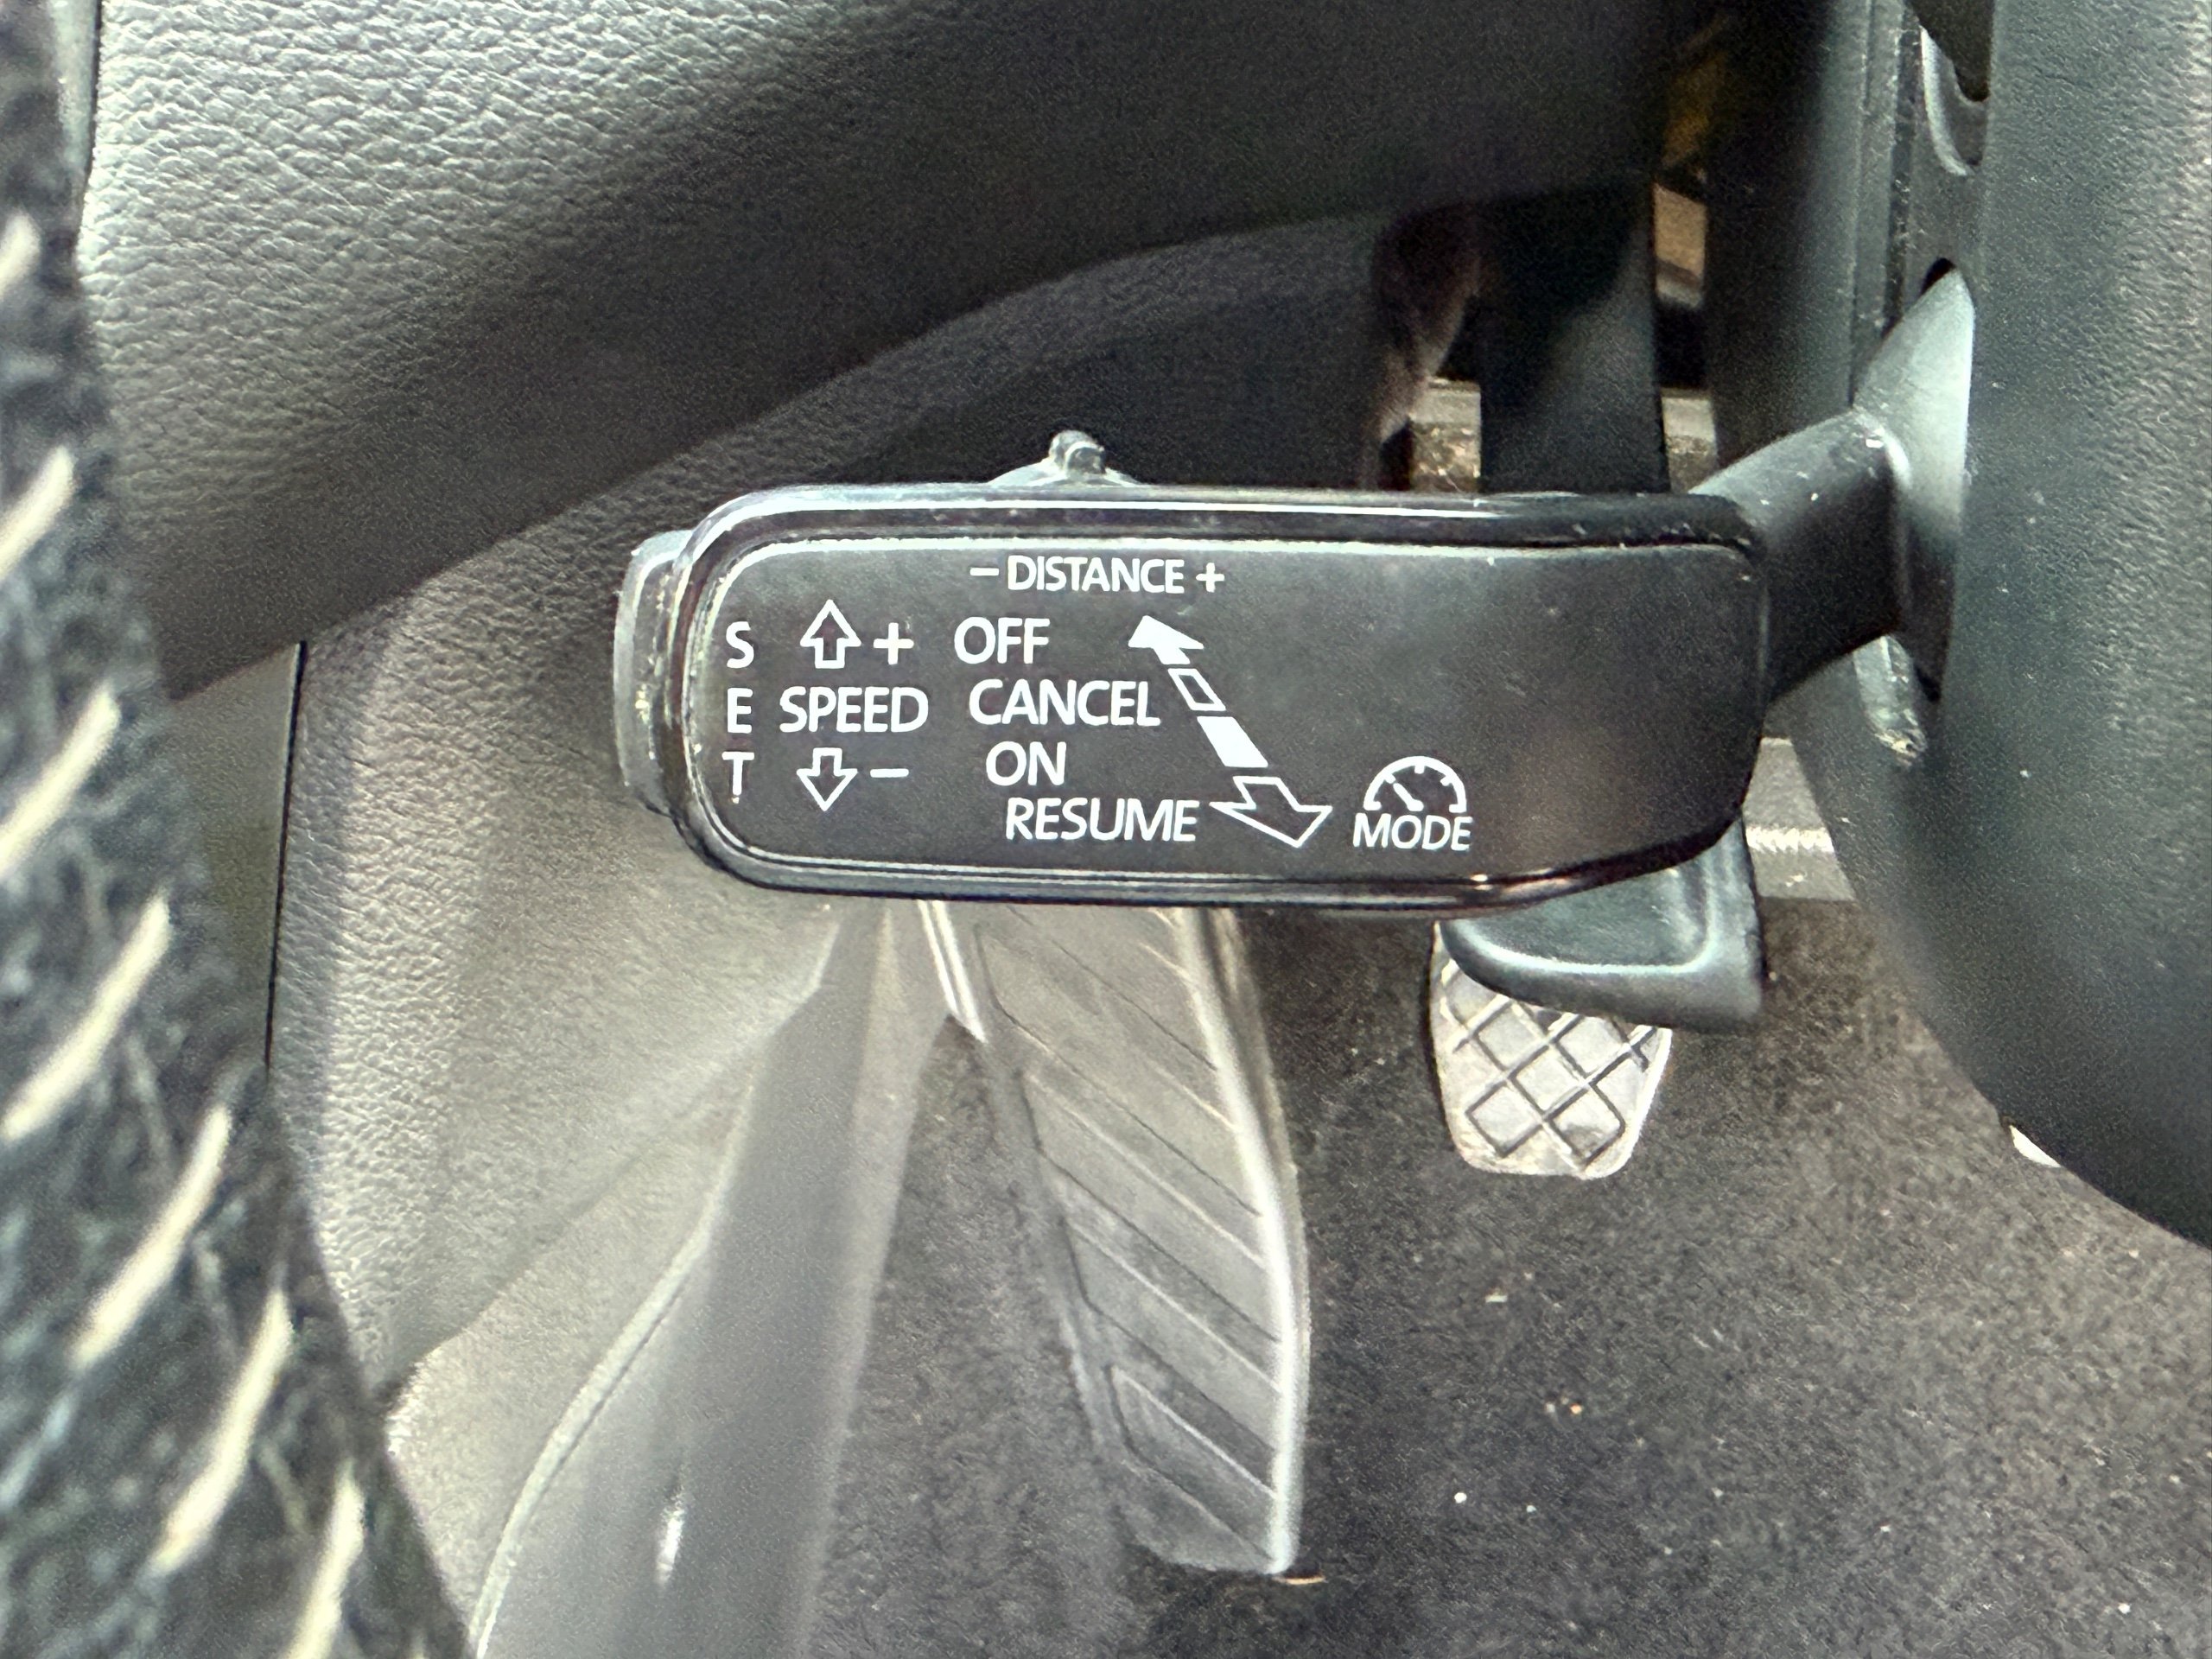 – DISTANCE +
S + OFF
E SPEED CANCEL
T – ON
RESUME MODE